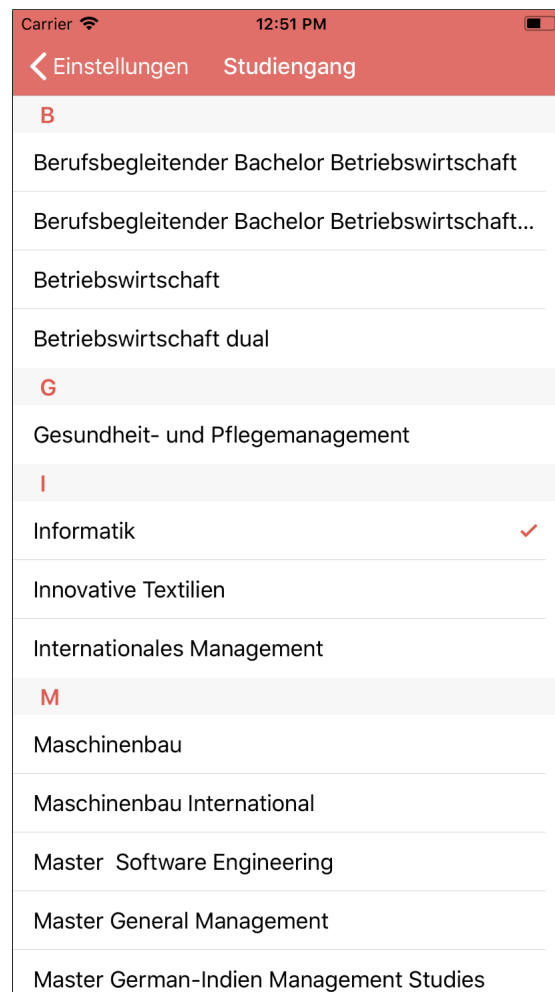 Carrier 12:51 PM
Einstellungen Studiengang
B
Berufsbegleitender Bachelor Betriebswirtschaft
Berufsbegleitender Bachelor Betriebswirtschaft...
Betriebswirtschaft
Betriebswirtschaft dual
G
Gesundheit- und Pflegemanagement
I
Informatik
Innovative Textilien
Internationales Management
M
Maschinenbau
Maschinenbau International
Master  Software Engineering
Master General Management
Master German-Indien Management Studies